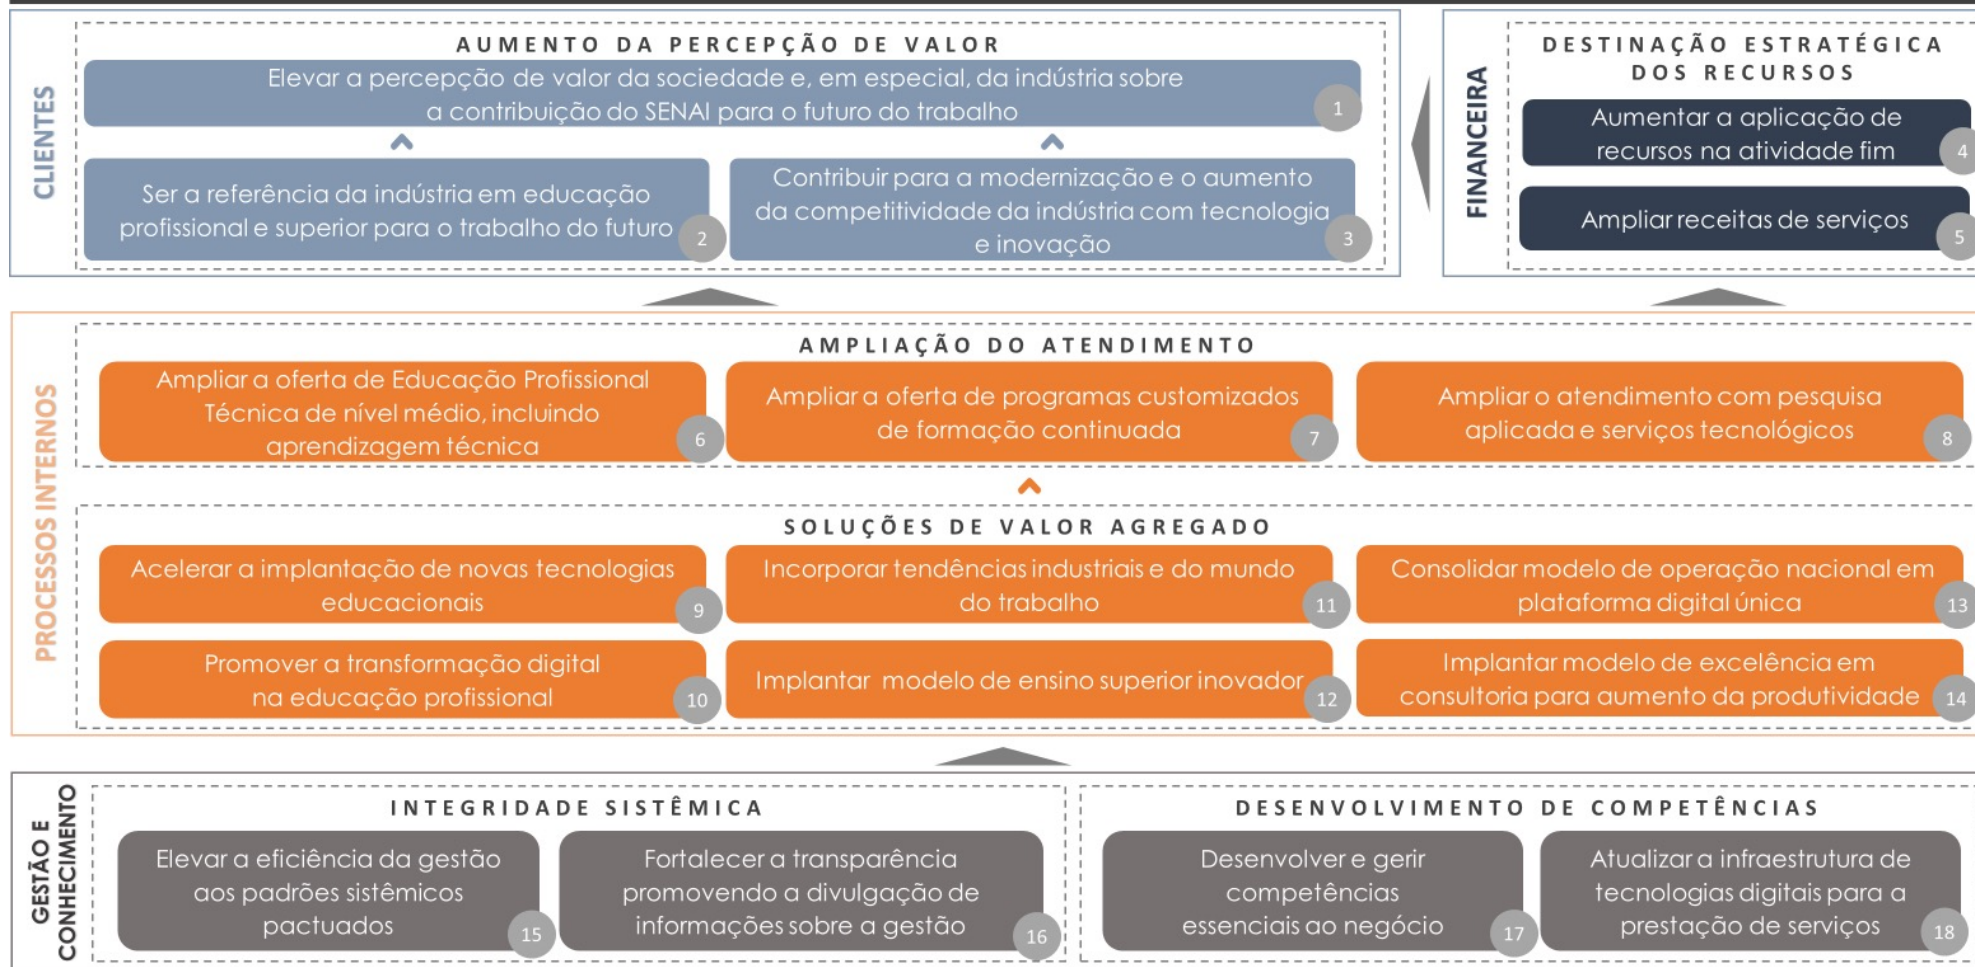 CLIENTES
AUMENTO DA PERCEPÇÃO DE VALOR
Elevar a percepção de valor da sociedade e, em especial, da indústria sobre
a contribuição do SENAI para o futuro do trabalho
1
Ser a referência da indústria em educação
profissional e superior para o trabalho do futuro
2
Contribuir para a modernização e o aumento
da competitividade da indústria com tecnologia
e inovação
3
FINANCEIRA
DESTINAÇÃO ESTRATÉGICA
DOS RECURSOS
Aumentar a aplicação de
recursos na atividade fim
4
Ampliar receitas de serviços
5
PROCESSOS INTERNOS
AMPLIAÇÃO DO ATENDIMENTO
Ampliar a oferta de Educação Profissional
Técnica de nível médio, incluindo
aprendizagem técnica
6
Ampliar a oferta de programas customizados
de formação continuada
7
Ampliar o atendimento com pesquisa
aplicada e serviços tecnológicos
8
SOLUÇÕES DE VALOR AGREGADO
Acelerar a implantação de novas tecnologias
educacionais
9
Incorporar tendências industriais e do mundo
do trabalho
11
Consolidar modelo de operação nacional em
plataforma digital única
13
Promover a transformação digital
na educação profissional
10
Implantar modelo de ensino superior inovador
12
Implantar modelo de excelência em
consultoria para aumento da produtividade
14
GESTÃO E
CONHECIMENTO
INTEGRIDADE SISTÊMICA
Elevar a eficiência da gestão
aos padrões sistêmicos
pactuados
15
Fortalecer a transparência
promovendo a divulgação de
informações sobre a gestão
16
DESENVOLVIMENTO DE COMPETÊNCIAS
Desenvolver e gerir
competências
essenciais ao negócio
17
Atualizar a infraestrutura de
tecnologias digitais para a
prestação de serviços
18